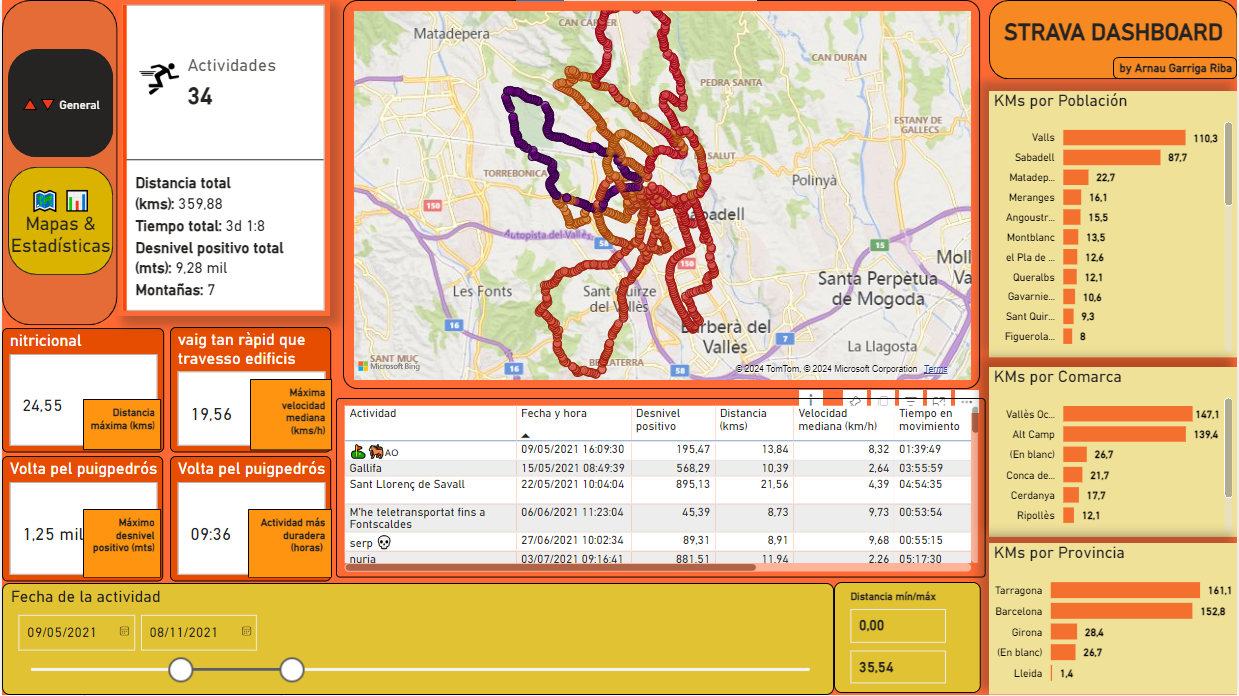 General
Mapas &
Estadísticas
Actividades
34
Distancia total
(kms): 359,88
Tiempo total: 3d 1:8
Desnivel positivo total
(mts): 9,28 mil
Montañas: 7
Matadepera
CAN DURAN
PEDRA SANTA
ESTANY DE
GALLECS
SALUT
TORREBONICA
Polinyà
150
Autopista del Vallès
58
150
15
Les Fonts
Sant Quirze
del Vallès
Santa Perpètua
de Mogoda
16
Barberà del
Vallès
7
La Llagosta
SANT MUÇ
16
58
Microsoft Bing
© 2024 TomTom, © 2024 Microsoft Corporation Terms
STRAVA DASHBOARD
by Arnau Garriga Riba
KMs por Población
Valls 110,3
Sabadell 87,7
Matadep... 22,7
Meranges 16,1
Angoustr... 15,5
Montblanc 13,5
el Pla de ... 12,6
Queralbs 12,1
Gavarnie... 10,6
Sant Quir... 9,3
Figuerola... 8
KMs por Comarca
Vallès Oc... 147,1
Alt Camp 139,4
(En blanc) 26,7
Conca de... 21,7
Cerdanya 17,7
Ripollès 12,1
KMs por Provincia
Tarragona 161,1
Barcelona 152,8
Girona 28,4
(En blanc) 26,7
Lleida 1,4
nitricional
24,55
Distancia
máxima (kms)
vaig tan ràpid que
travesso edificis
19,56
Máxima
velocidad
mediana
(kms/h)
Volta pel puigpedrós
1,25 mil
Máximo
desnivel
positivo (mts)
Volta pel puigpedrós
09:36
Actividad más
duradera
(horas)
Actividad Fecha y hora Desnivel positivo Distancia (kms) Velocidad mediana (km/h) Tiempo en movimiento
AO 09/05/2021 16:09:30 195,47 13,84 8,32 01:39:49
Gallifa 15/05/2021 08:49:39 568,29 10,39 2,64 03:55:59
Sant Llorenç de Savall 22/05/2021 10:04:04 895,13 21,56 4,39 04:54:35
M'he teletransportat fins a Fontscaldes 06/06/2021 11:23:04 45,39 8,73 9,73 00:53:54
serp 27/06/2021 10:02:34 89,31 8,91 9,68 00:55:15
nuria 03/07/2021 09:16:41 881,51 11,94 2,26 05:17:30
Fecha de la actividad
09/05/2021
08/11/2021
Distancia mín/máx
0,00
35,54